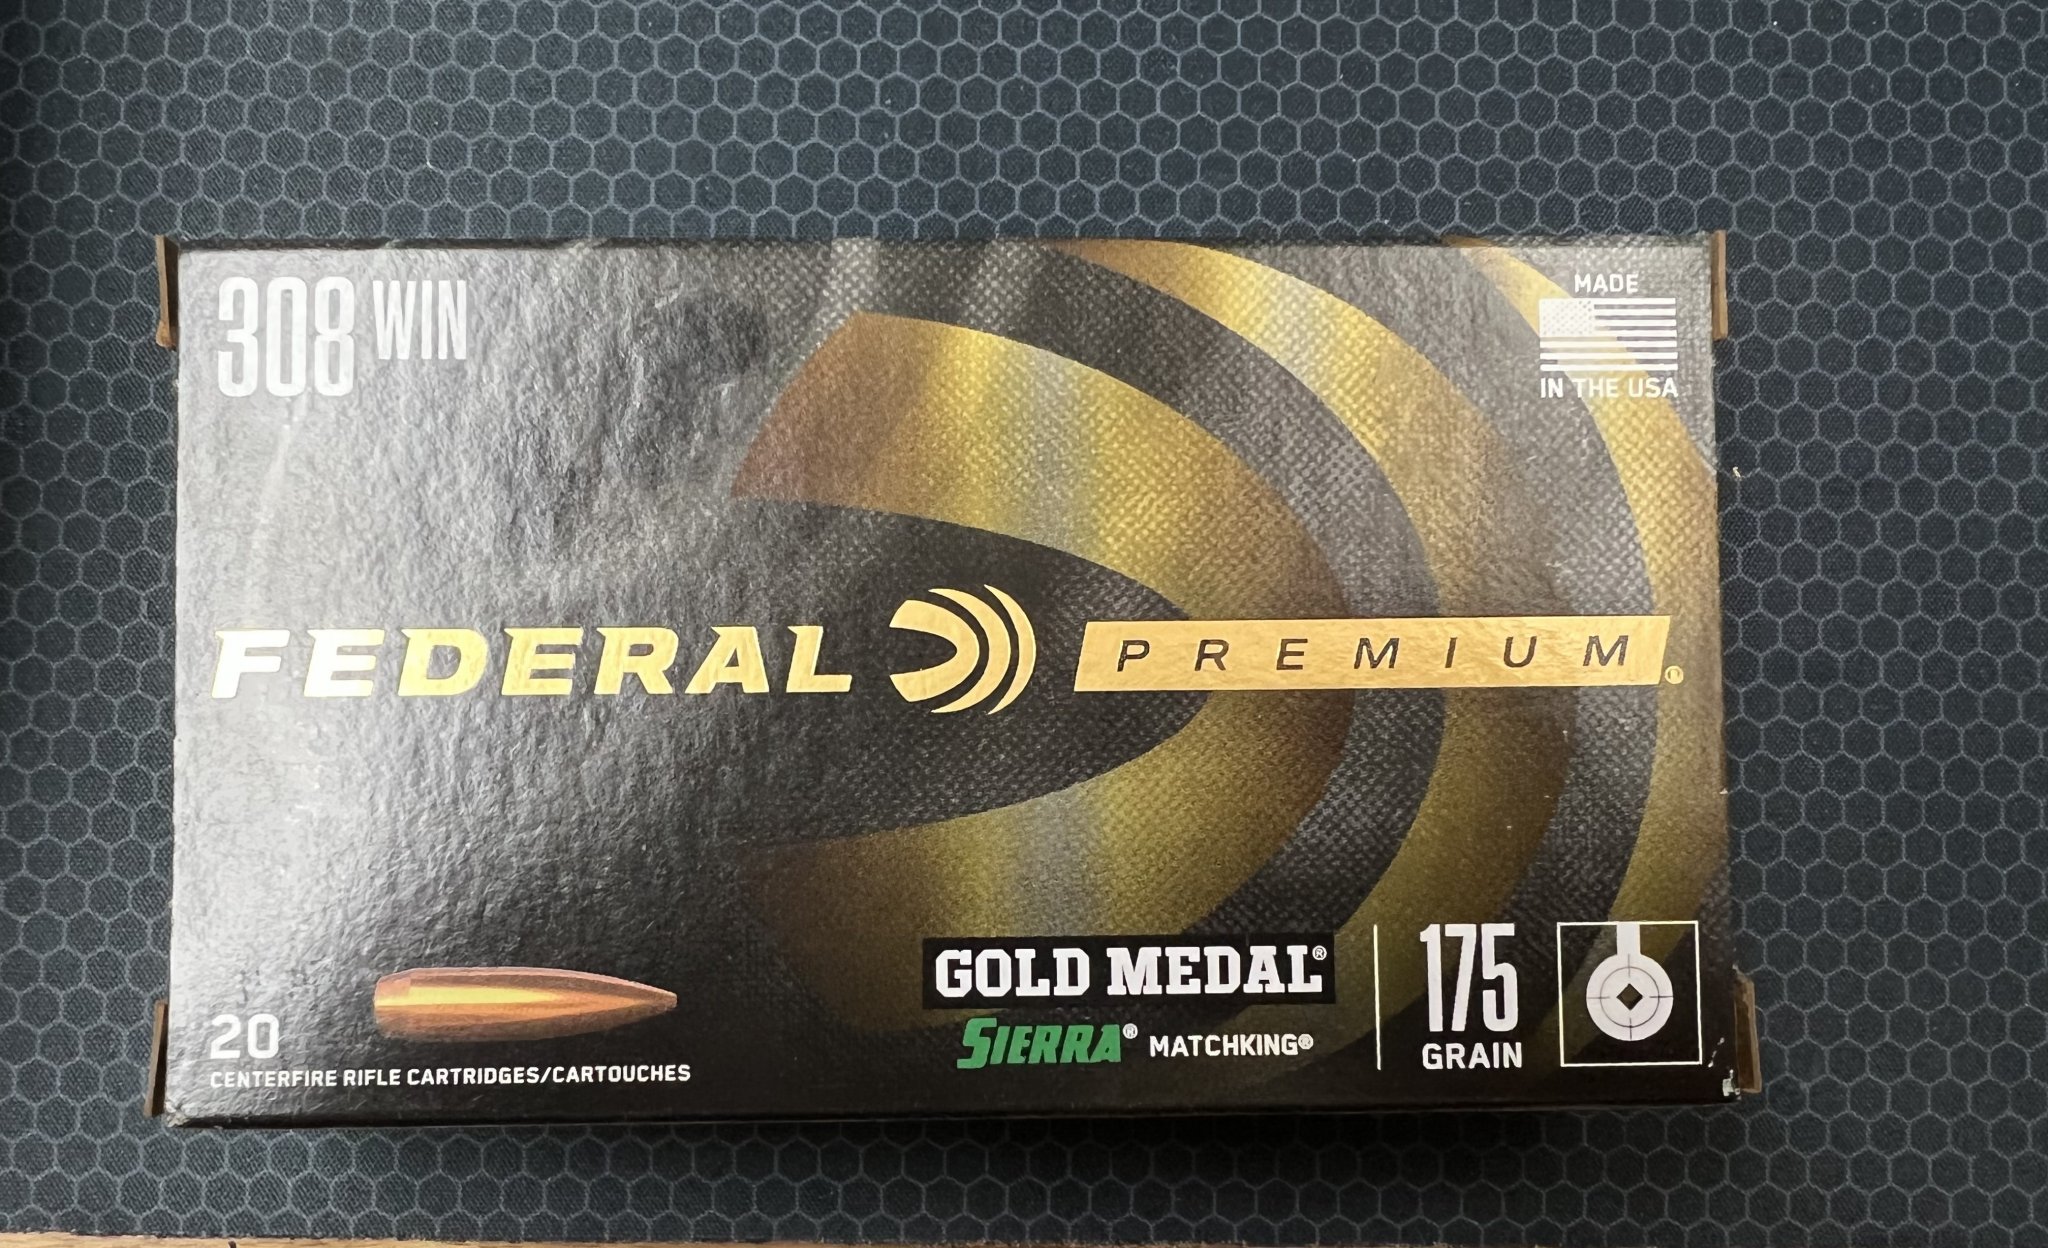 308 WIN
MADE
IN THE USA
FEDERAL PREMIUM®
GOLD MEDAL®
SIERRA® MATCHKING®
175
GRAIN
20
CENTERFIRE RIFLE CARTRIDGES/CARTOUCHES